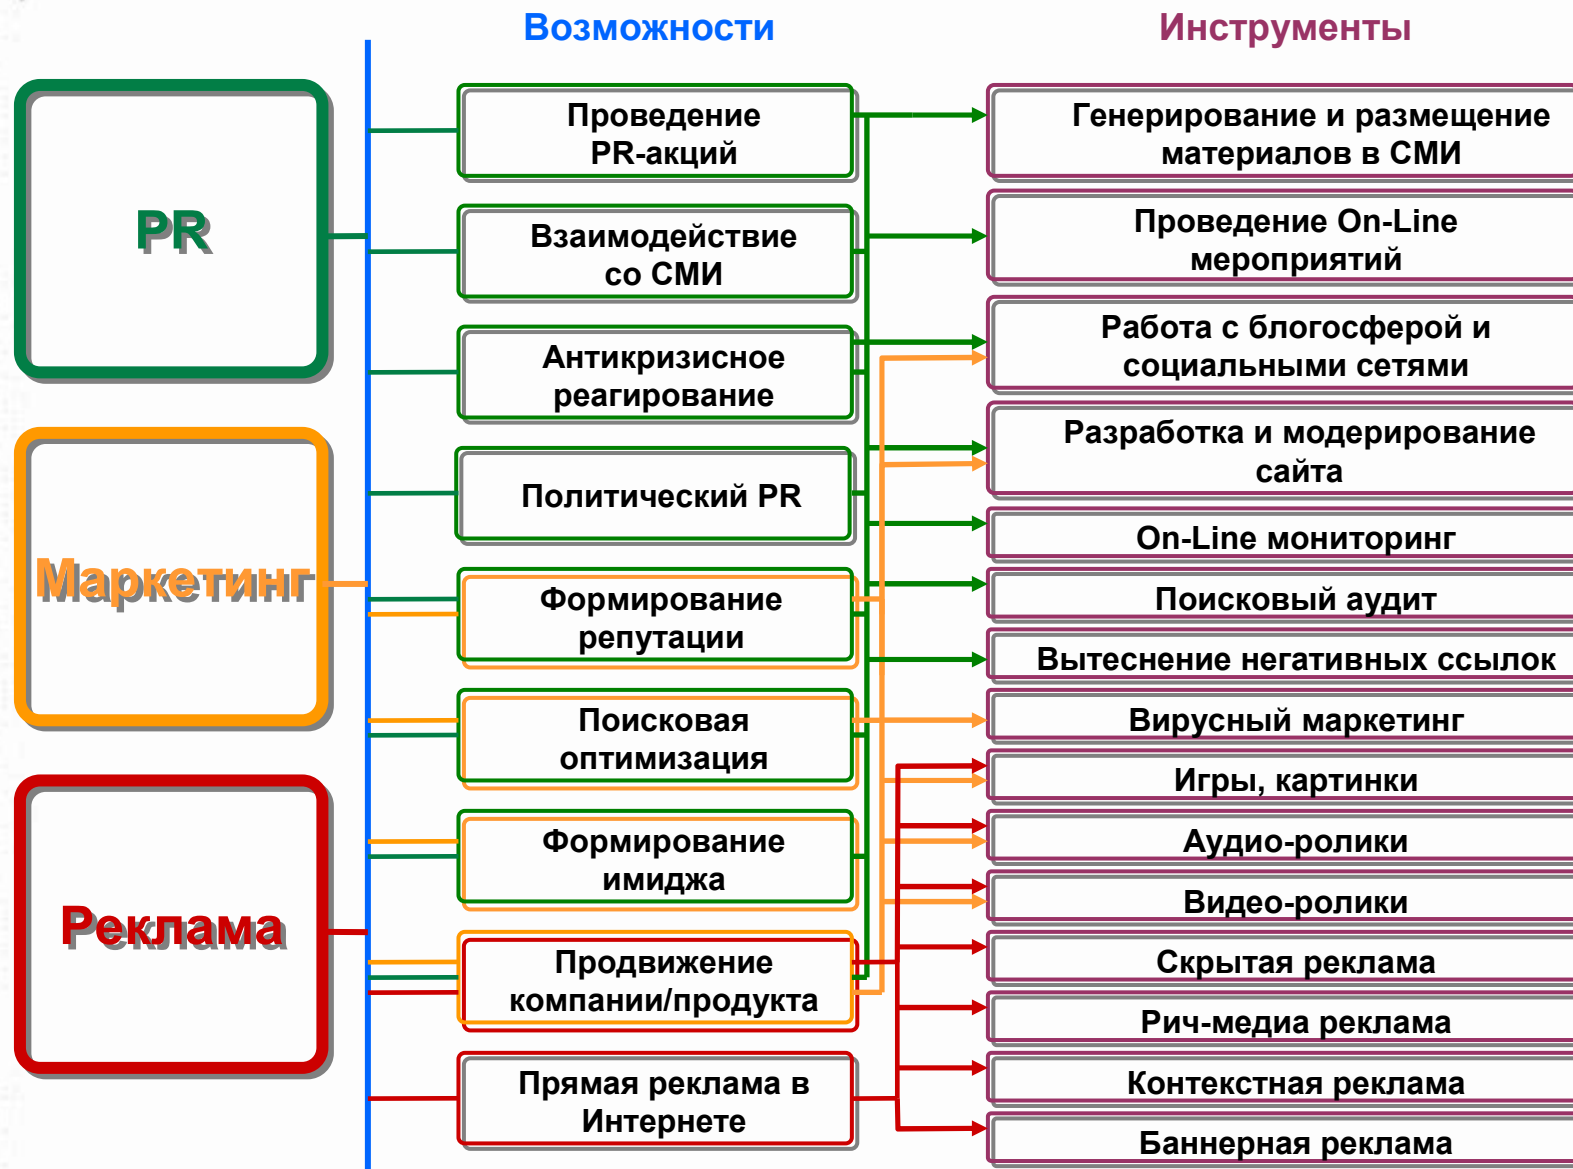 Возможности
Инструменты
PR
Маркетинг
Реклама
Проведение
PR-акций
Взаимодействие
со СМИ
Антикризисное
реагирование
Политический PR
Формирование
репутации
Поисковая
оптимизация
Формирование
имиджа
Продвижение
компании/продукта
Прямая реклама в
Интернете
Генерирование и размещение
материалов в СМИ
Проведение On-Line
мероприятий
Работа с блогосферой и
социальными сетями
Разработка и модерирование
сайта
On-Line мониторинг
Поисковый аудит
Вытеснение негативных ссылок
Вирусный маркетинг
Игры, картинки
Аудио-ролики
Видео-ролики
Скрытая реклама
Рич-медиа реклама
Контекстная реклама
Баннерная реклама